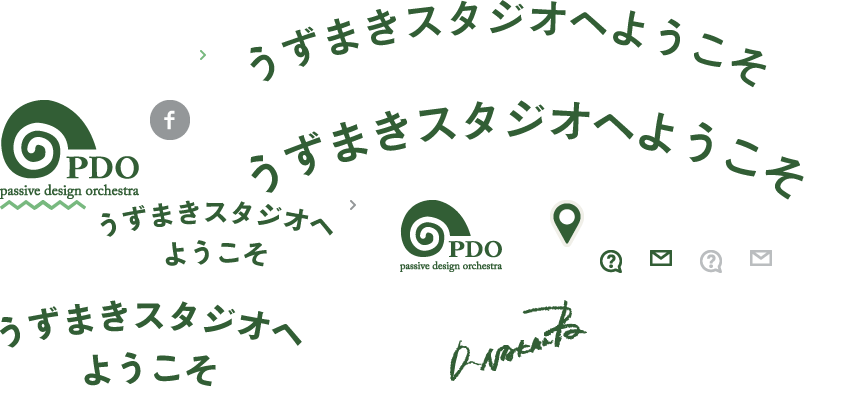 うずまきスタジオへようこそ
f
うずまきスタジオへようこそ
PDO
passive design orchestra
うずまきスタジオへ
ようこそ
PDO
passive design orchestra
?
?
うずまきスタジオへ
ようこそ